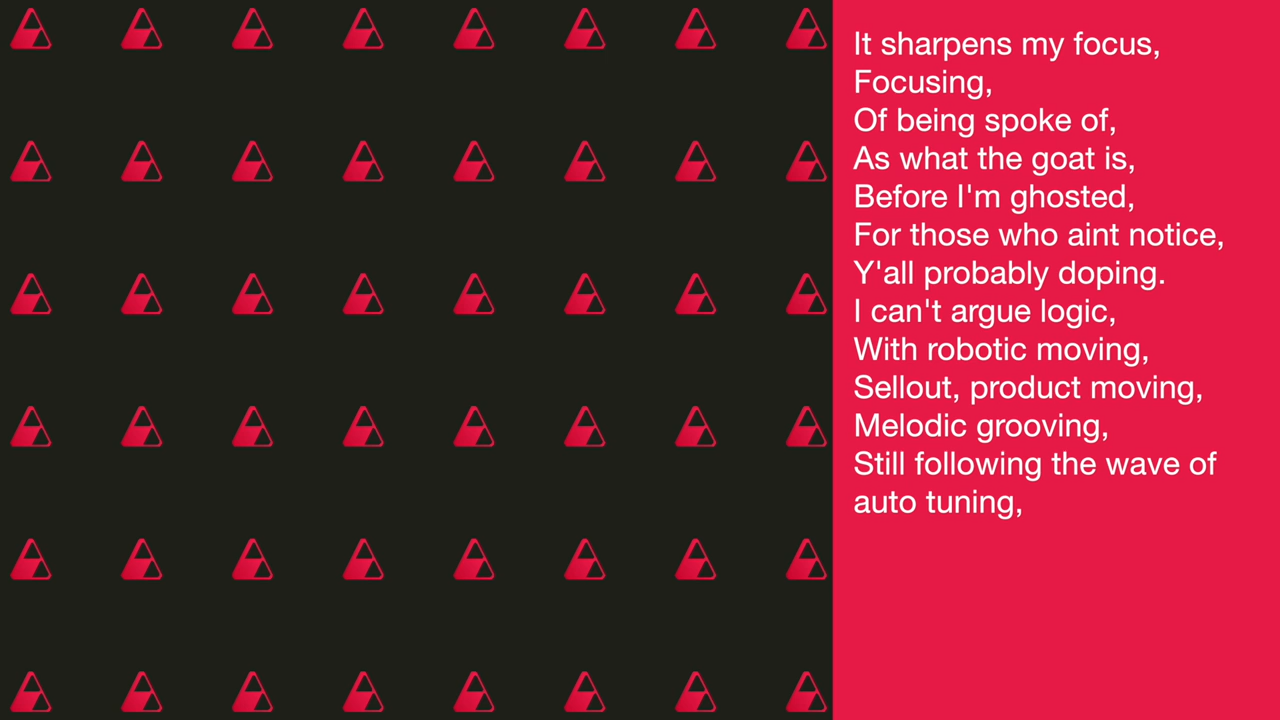 It sharpens my focus,
Focusing,
Of being spoke of,
As what the goat is,
Before I'm ghosted,
For those who aint notice,
Y'all probably doping.
I can't argue logic,
With robotic moving,
Sellout, product moving,
Melodic grooving,
Still following the wave of
auto tuning,